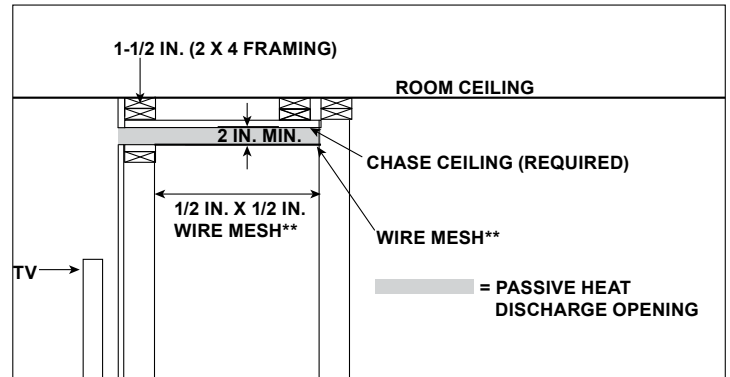 1-1/2 IN. (2 X 4 FRAMING)
ROOM CEILING
2 IN. MIN.
CHASE CEILING (REQUIRED)
1/2 IN. X 1/2 IN.
WIRE MESH**
WIRE MESH**
TV
= PASSIVE HEAT
DISCHARGE OPENING